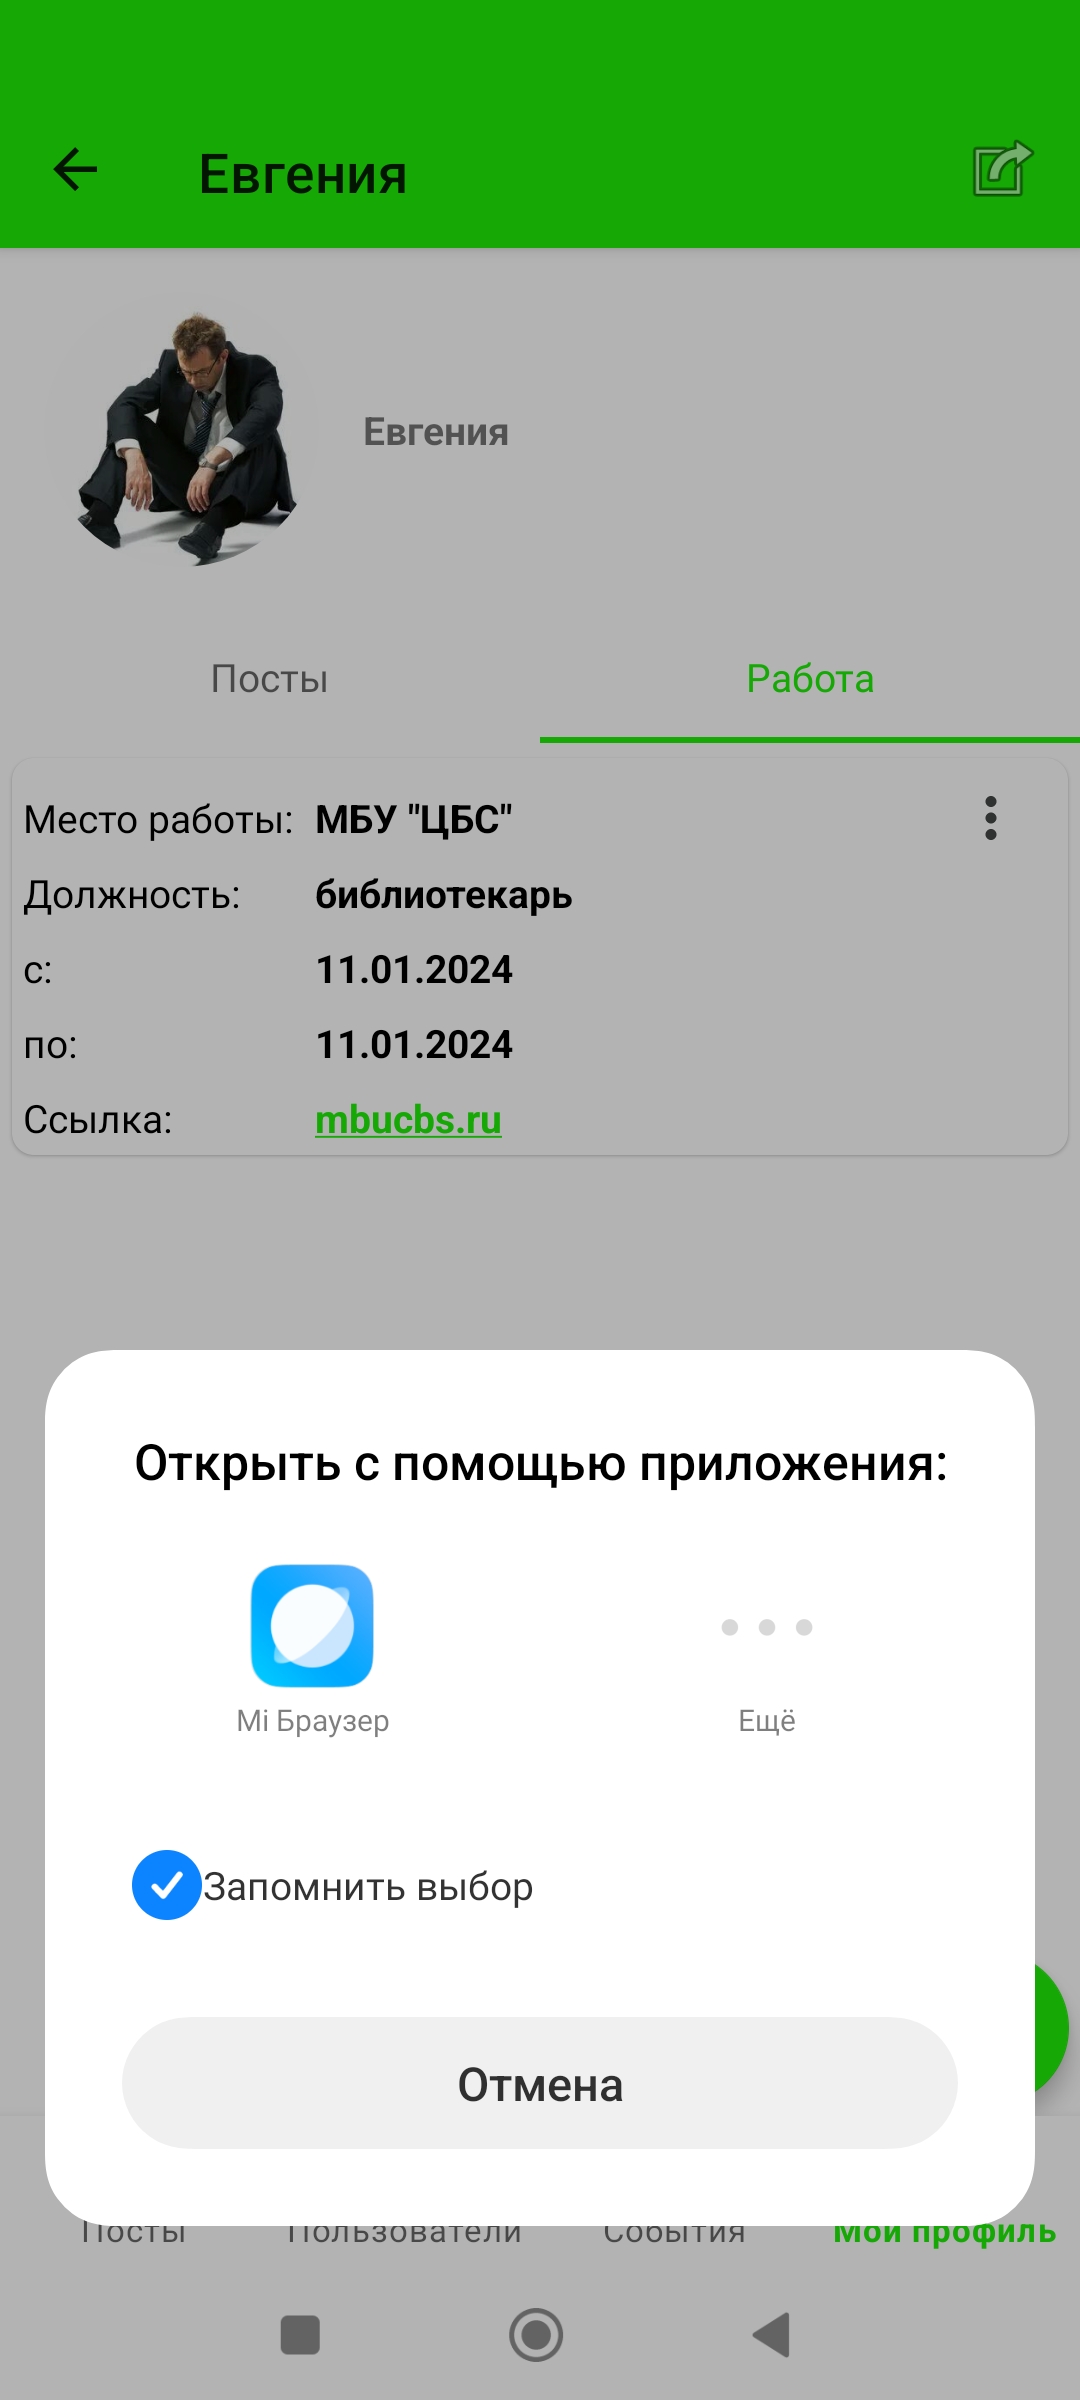 Евгения
Евгения
Посты
Работа
Место работы: МБУ "ЦБС"
Должность: библиотекарь
с: 11.01.2024
по: 11.01.2024
Ссылка: mbucbs.ru
Открыть с помощью приложения:
Mi Браузер
Ещё
Запомнить выбор
Отмена
Посты
Пользователи
События
Мой профиль